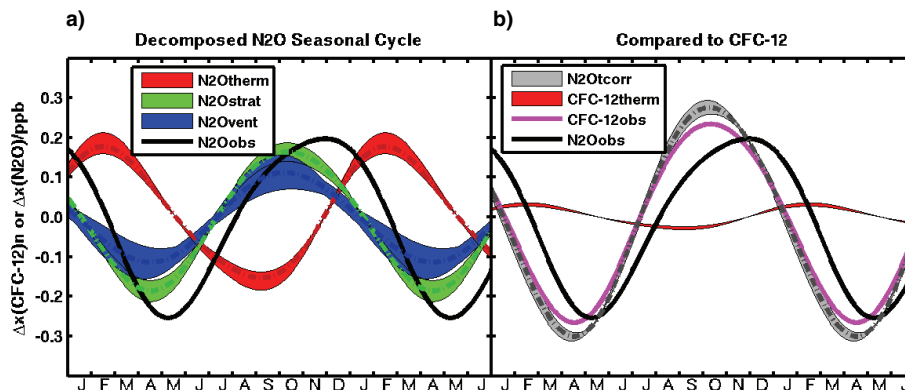 a)
b)
Decomposed N2O Seasonal Cycle
Compared to CFC-12
Δx(CFC-12)n or Δx(N2O)/ppb
0.3
0.2
0.1
0.0
-0.1
-0.2
-0.3
N2Otherm
N2Ostrat
N2Ovent
N2Oobs
N2Otcorr
CFC-12therm
CFC-12obs
N2Oobs
J F M A M J J A S O N D J F M A M J
J F M A M J J A S O N D J F M A M J